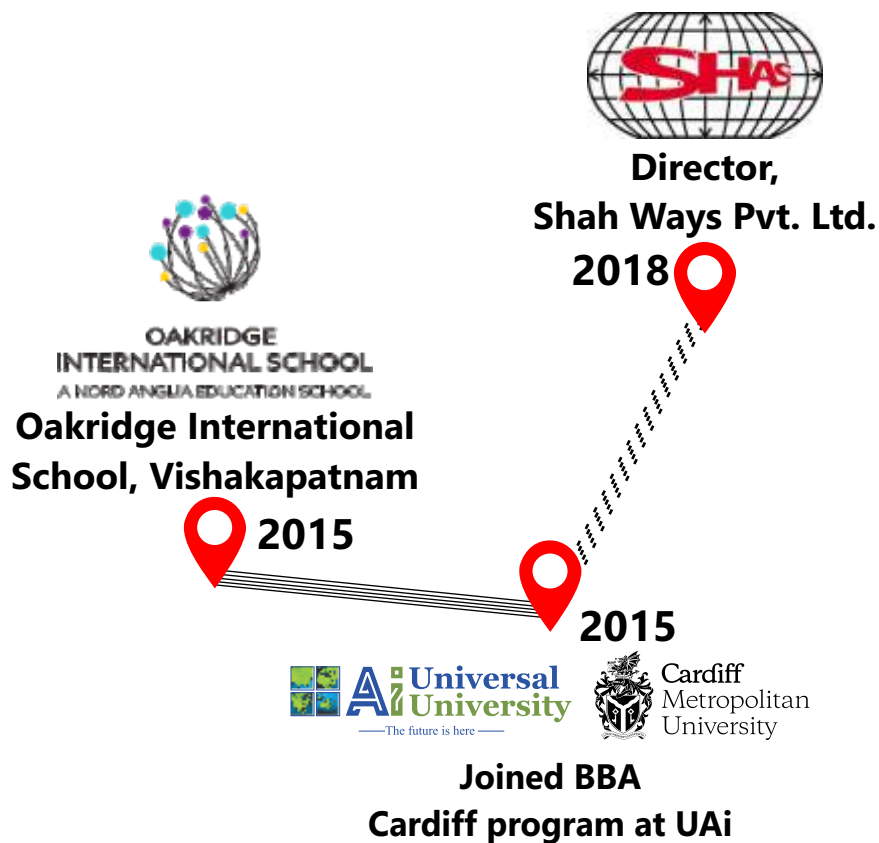 SHAS
Director,
Shah Ways Pvt. Ltd.
2018
OAKRIDGE
INTERNATIONAL SCHOOL
A NORD ANGLIA EDUCATION SCHOOL
Oakridge International
School, Vishakapatnam
2015
2015
Ai Universal
University
The future is here
Cardiff
Metropolitan
University
Joined BBA
Cardiff program at UAi